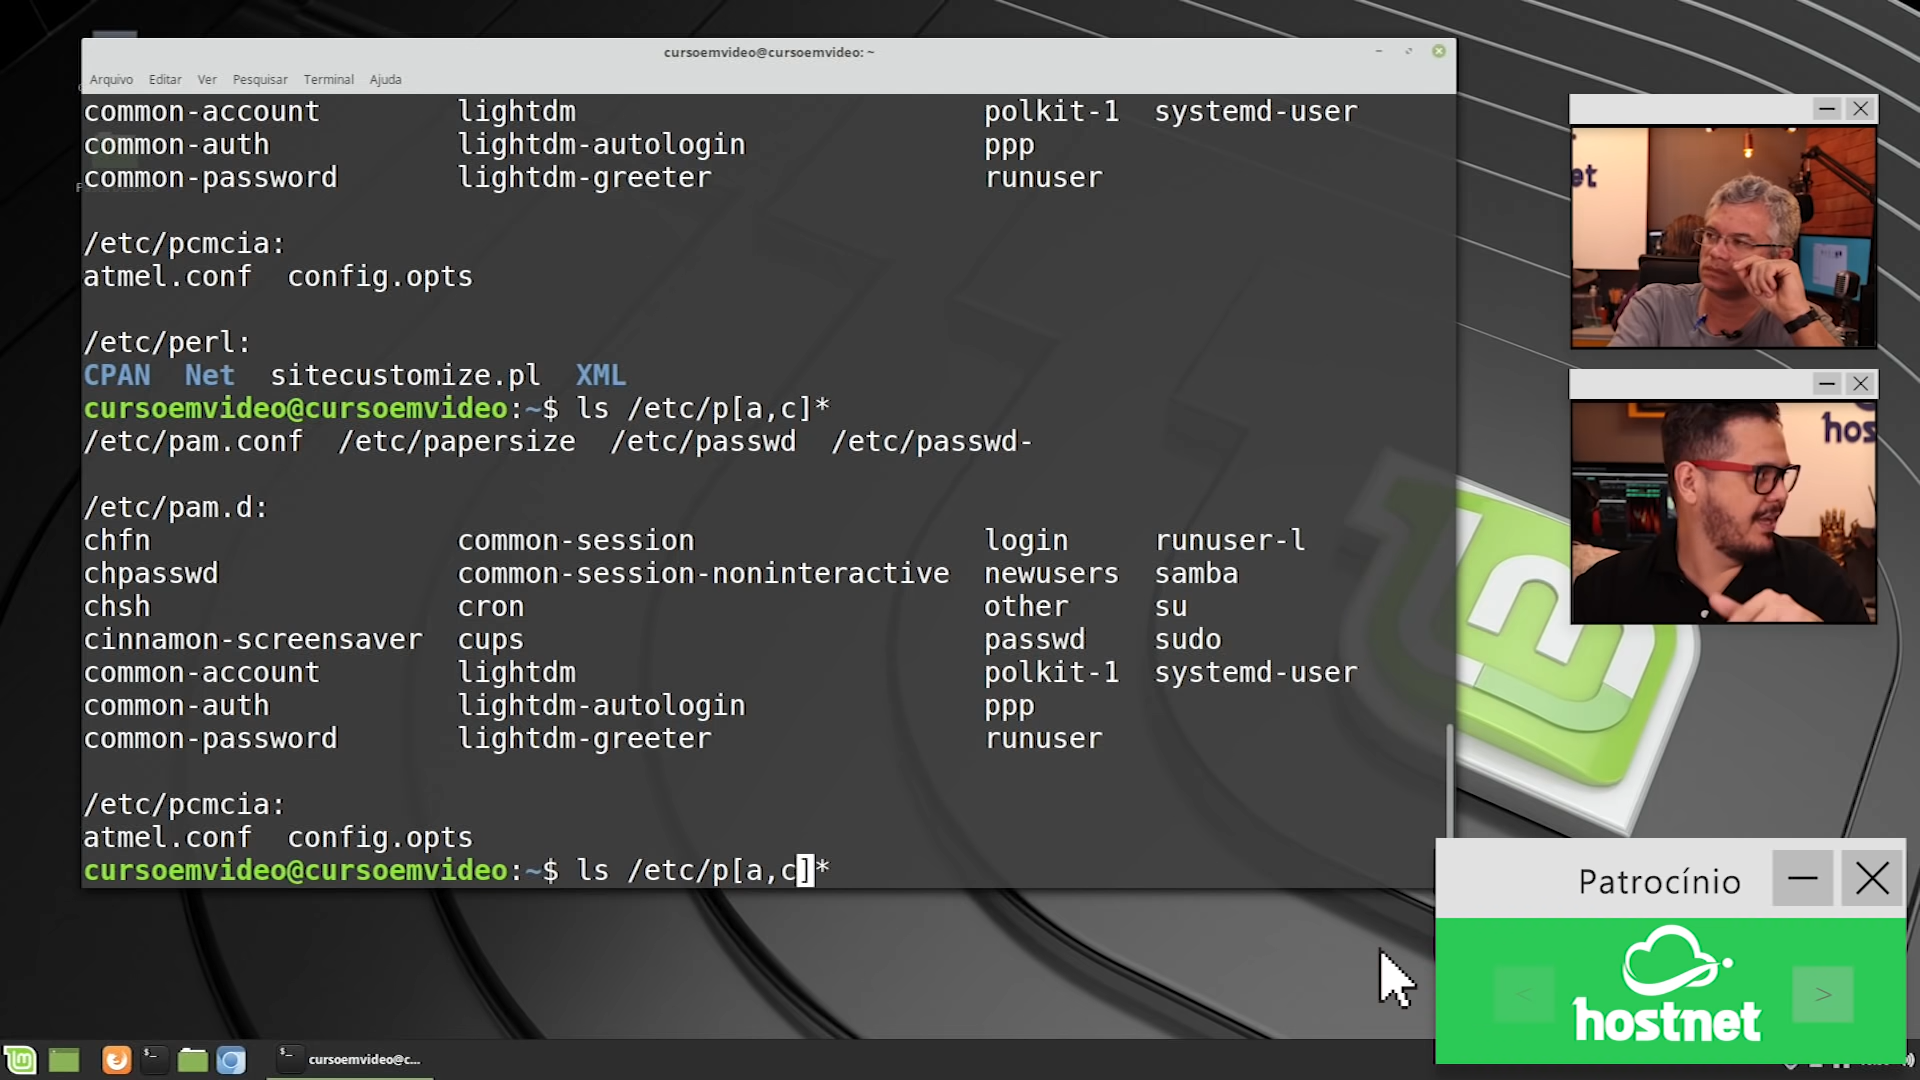 cursoemvideo@cursoemvideo: ~
Arquivo Editar Ver Pesquisar Terminal Ajuda
common-account lightdm polkit-1 systemd-user
common-auth lightdm-autologin ppp
common-password lightdm-greeter runuser
/etc/pcmcia:
atmel.conf config.opts
/etc/perl:
CPAN Net sitecustomize.pl XML
cursoemvideo@cursoemvideo:~$ ls /etc/p[a,c]*
/etc/pam.conf /etc/papersize /etc/passwd /etc/passwd-
/etc/pam.d:
chfn common-session login runuser-l
chpasswd common-session-noninteractive newusers samba
chsh cron other su
cinnamon-screensaver cups passwd sudo
common-account lightdm polkit-1 systemd-user
common-auth lightdm-autologin ppp
common-password lightdm-greeter runuser
/etc/pcmcia:
atmel.conf config.opts
cursoemvideo@cursoemvideo:~$ ls /etc/p[a,c]*
et
hos
Patrocínio
< >
hostnet
cursoemvideo@c...